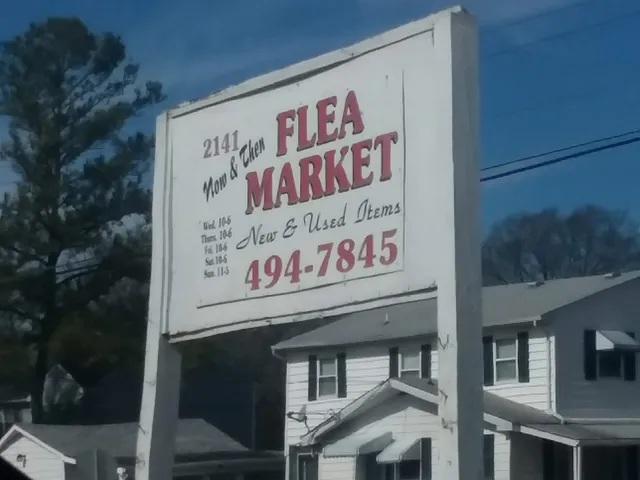 2141
Now & Then
FLEA
MARKET
New & Used Items
Wed. 10-6
Thurs. 10-6
Fri. 10-6
Sat. 10-6
Sun. 11-5
494-7845